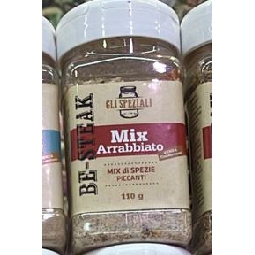 GLI SPEZIALI
BE-STEAK
Mix
Arrabbiato
MIX di SPEZIE
PICCANTI
110 g